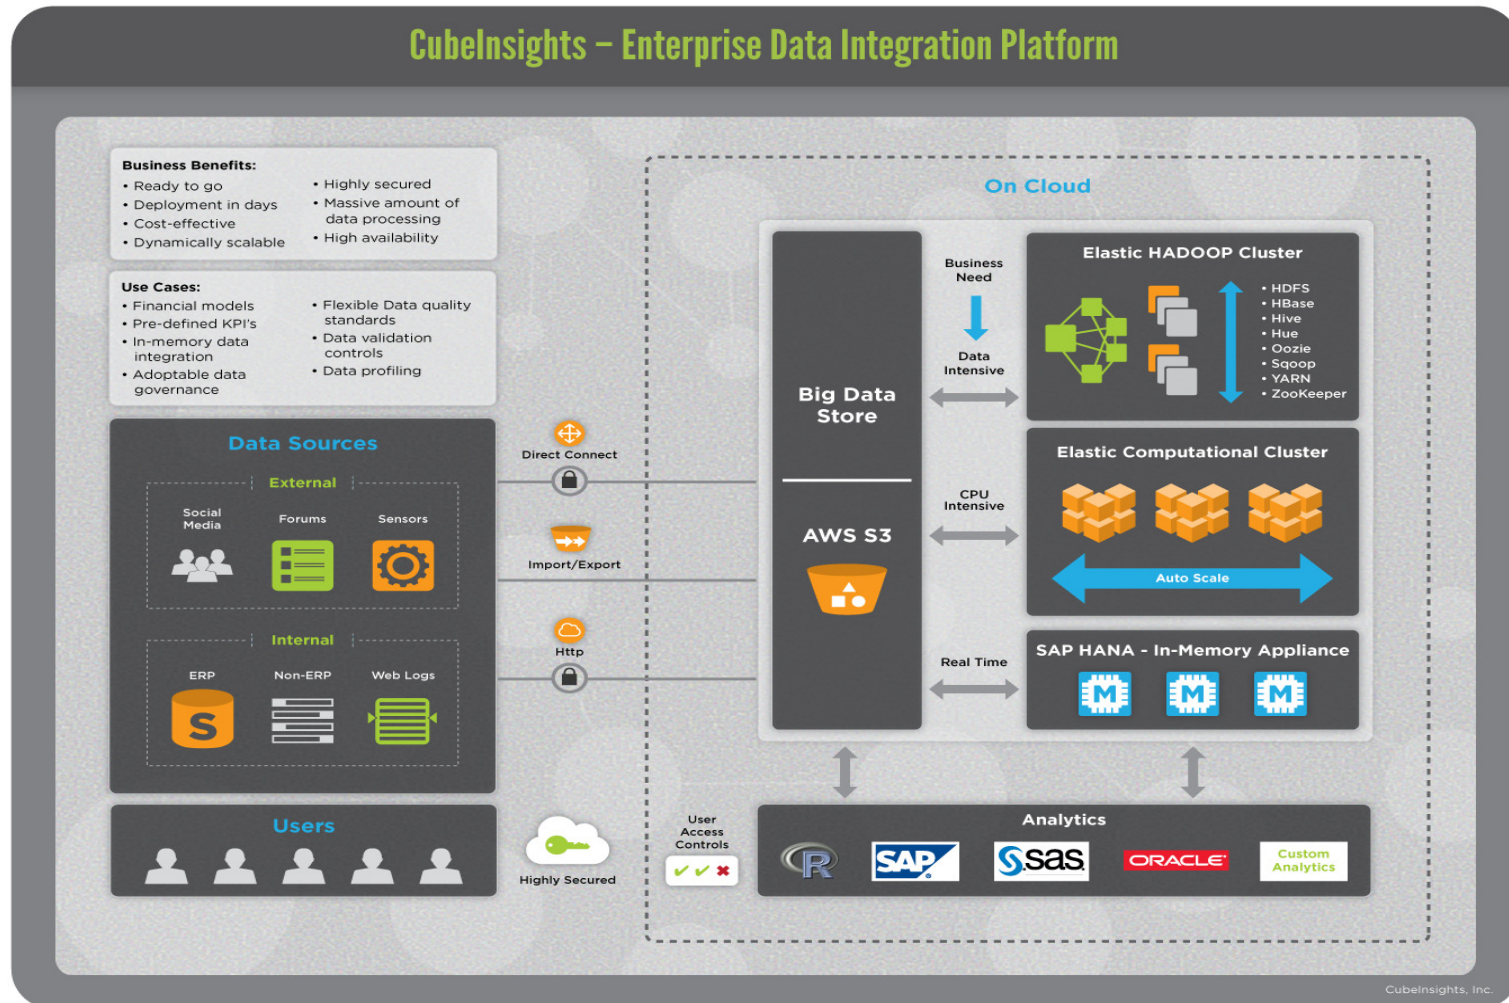 CubeInsights – Enterprise Data Integration Platform
Business Benefits:
• Ready to go
• Deployment in days
• Cost-effective
• Dynamically scalable
• Highly secured
• Massive amount of
data processing
• High availability
Use Cases:
• Financial models
• Pre-defined KPI's
• In-memory data
integration
• Adoptable data
governance
• Flexible Data quality
standards
• Data validation
controls
• Data profiling
Data Sources
External
Social
Media
Forums
Sensors
Internal
ERP
Non-ERP
Web Logs
S
Users
Direct Connect
Import/Export
Http
Highly Secured
User
Access
Controls
On Cloud
Big Data
Store
AWS S3
Business
Need
Data
Intensive
CPU
Intensive
Real Time
Elastic HADOOP Cluster
• HDFS
• HBase
• Hive
• Hue
• Oozie
• Sqoop
• YARN
• ZooKeeper
Elastic Computational Cluster
Auto Scale
SAP HANA - In-Memory Appliance
M M M
Analytics
R
SAP
®
S.sas
ORACLE
Custom
Analytics
CubeInsights, Inc.